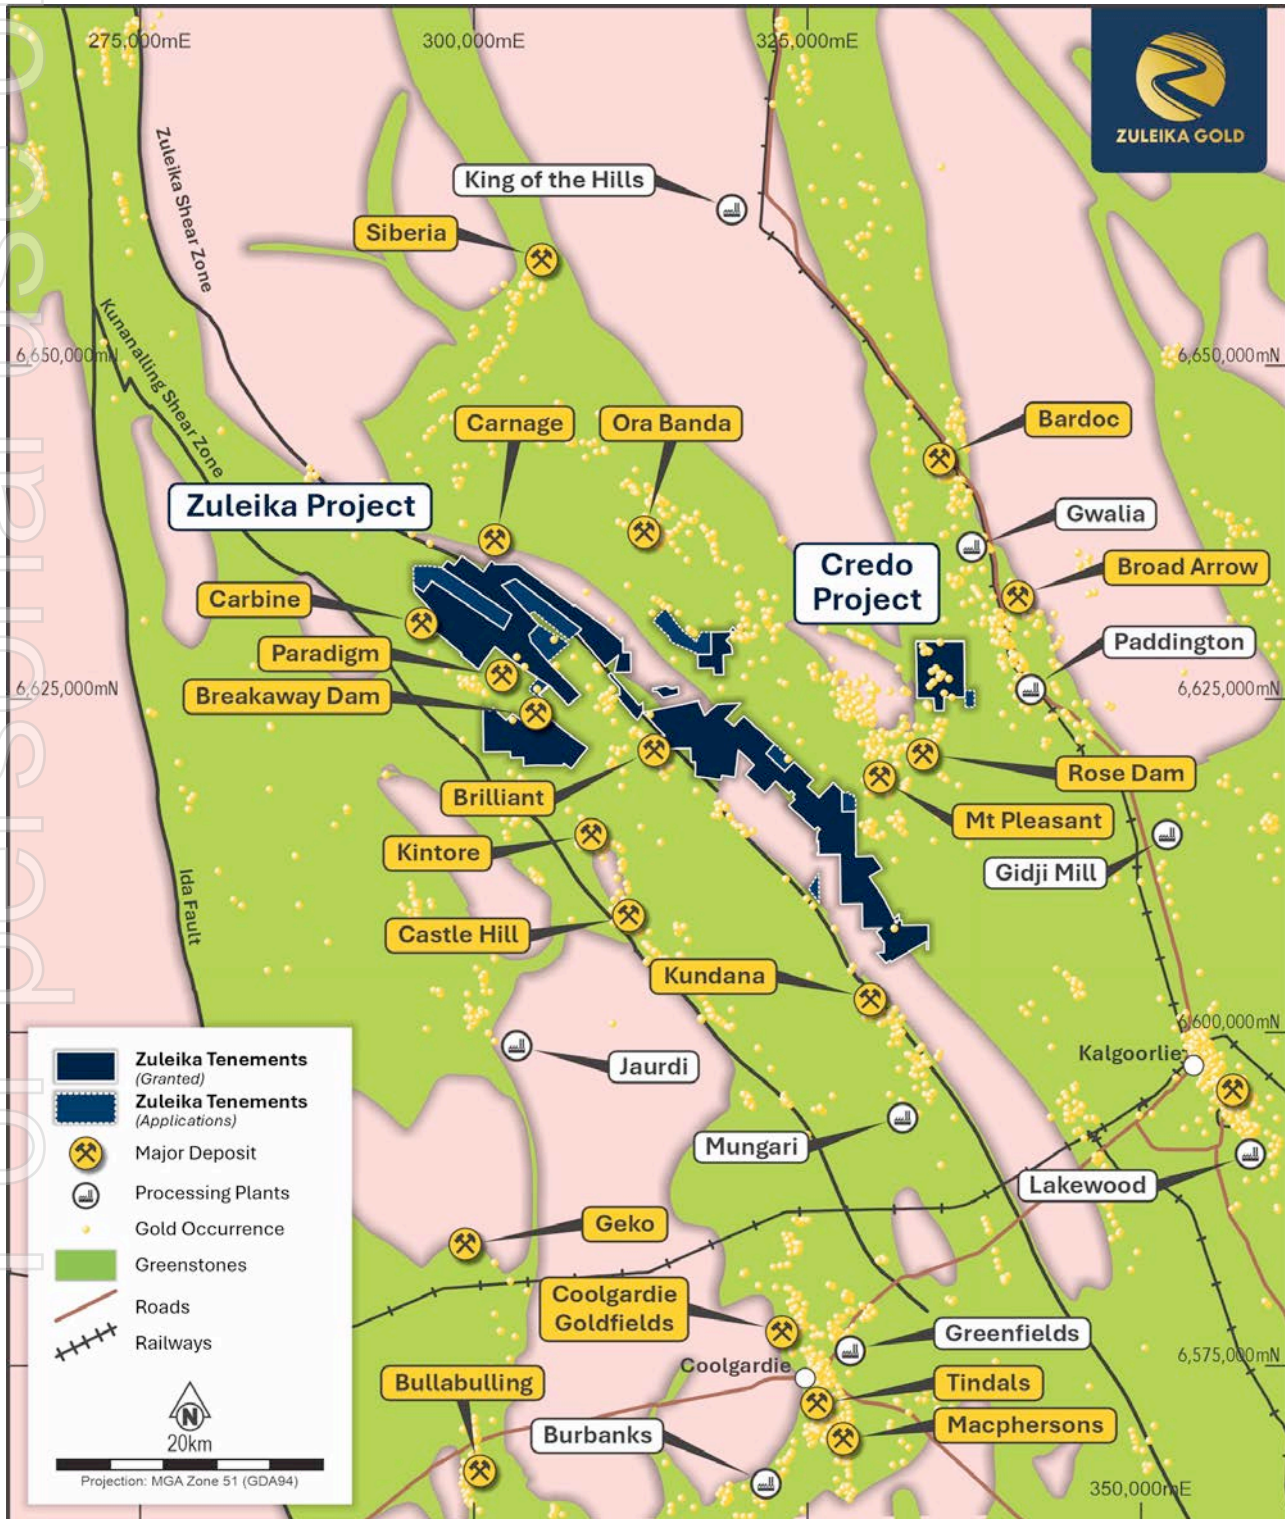 275,000mE
300,000mE
325,000mE
ZULEIKA GOLD
Zuleika Shear Zone
King of the Hills
Siberia
Kunanalling Shear Zone
6,650,000mN
6,650,000mN
Carnage
Ora Banda
Bardoc
Zuleika Project
Gwalia
Credo
Project
Broad Arrow
Carbine
Paradigm
Paddington
Breakaway Dam
6,625,000mN
6,625,000mN
Rose Dam
Brilliant
Mt Pleasant
Kintore
Gidji Mill
Ida Fault
Castle Hill
Kundana
6,600,000mN
Kalgoorlie
Jaurdi
Mungari
Lakewood
Geko
Coolgardie
Goldfields
Greenfields
6,575,000mN
Coolgardie
Bullabulling
Tindals
Macphersons
Burbanks
350,000mE
Zuleika Tenements
(Granted)
Zuleika Tenements
(Applications)
Major Deposit
Processing Plants
Gold Occurrence
Greenstones
Roads
Railways
N
20km
Projection: MGA Zone 51 (GDA94)